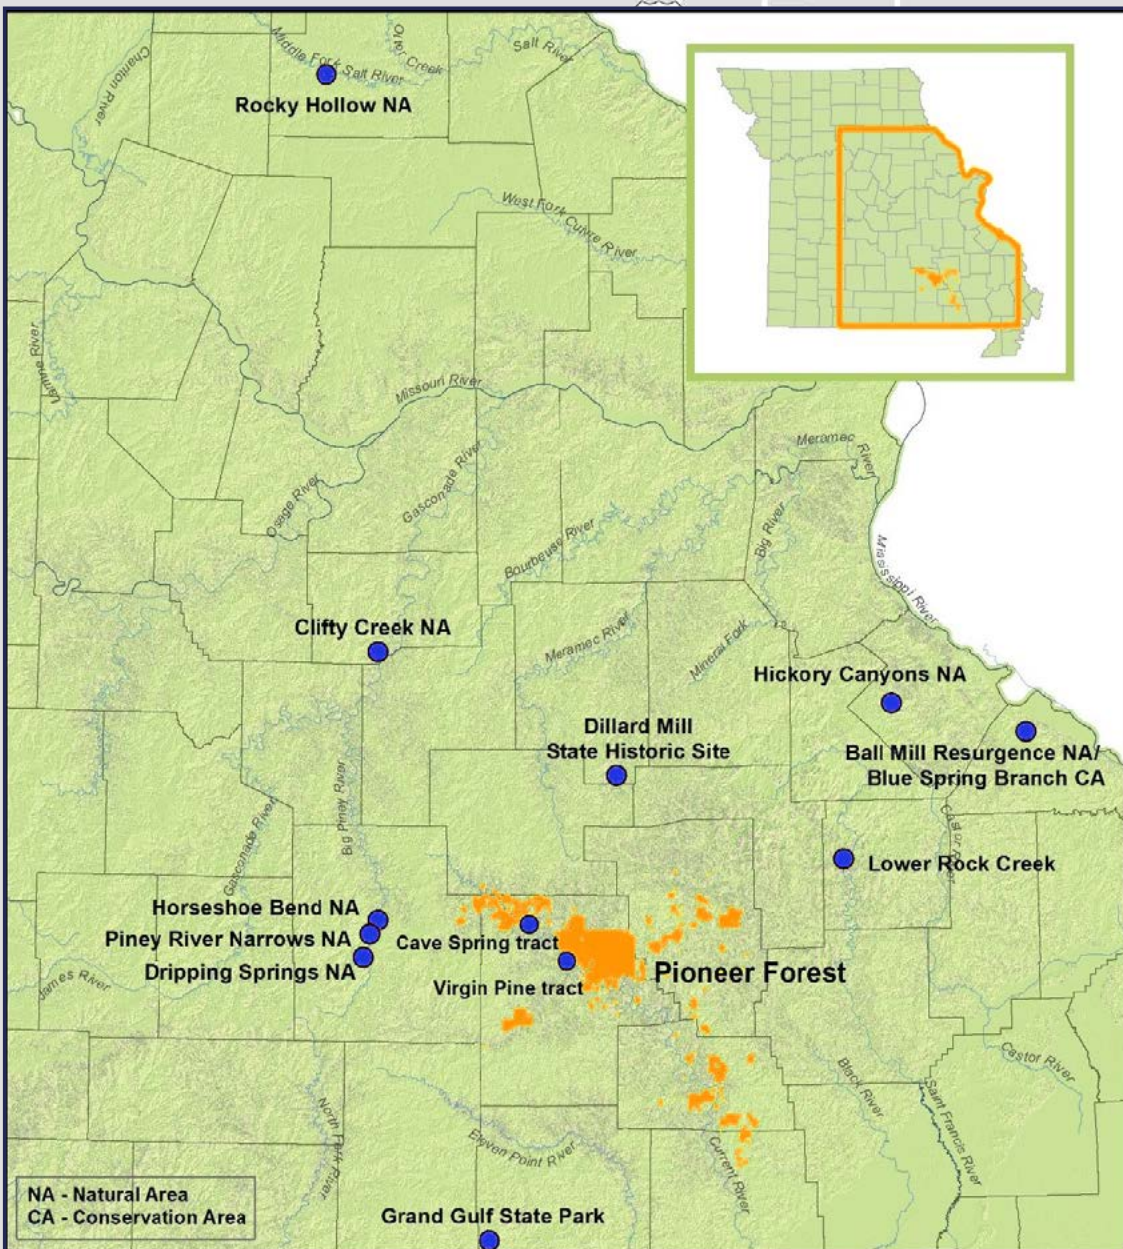 Chariton River
Middle Fork Salt River
Otter Creek
Salt River
Rocky Hollow NA
West Fork Cuivre River
Lamine River
Missouri River
Gasconade River
Osage River
Meramec River
Bourbeuse River
Big River
Mississippi River
Clifty Creek NA
Meramec River
Mineral Fork
Hickory Canyons NA
Dillard Mill
State Historic Site
Ball Mill Resurgence NA/
Blue Spring Branch CA
Big Piney River
Gasconade River
Castor River
Lower Rock Creek
Horseshoe Bend NA
Piney River Narrows NA
Dripping Springs NA
Cave Spring tract
Virgin Pine tract
Pioneer Forest
James River
Castor River
Black River
Saint Francis River
North Fork River
Eleven Point River
Current River
NA - Natural Area
CA - Conservation Area
Grand Gulf State Park